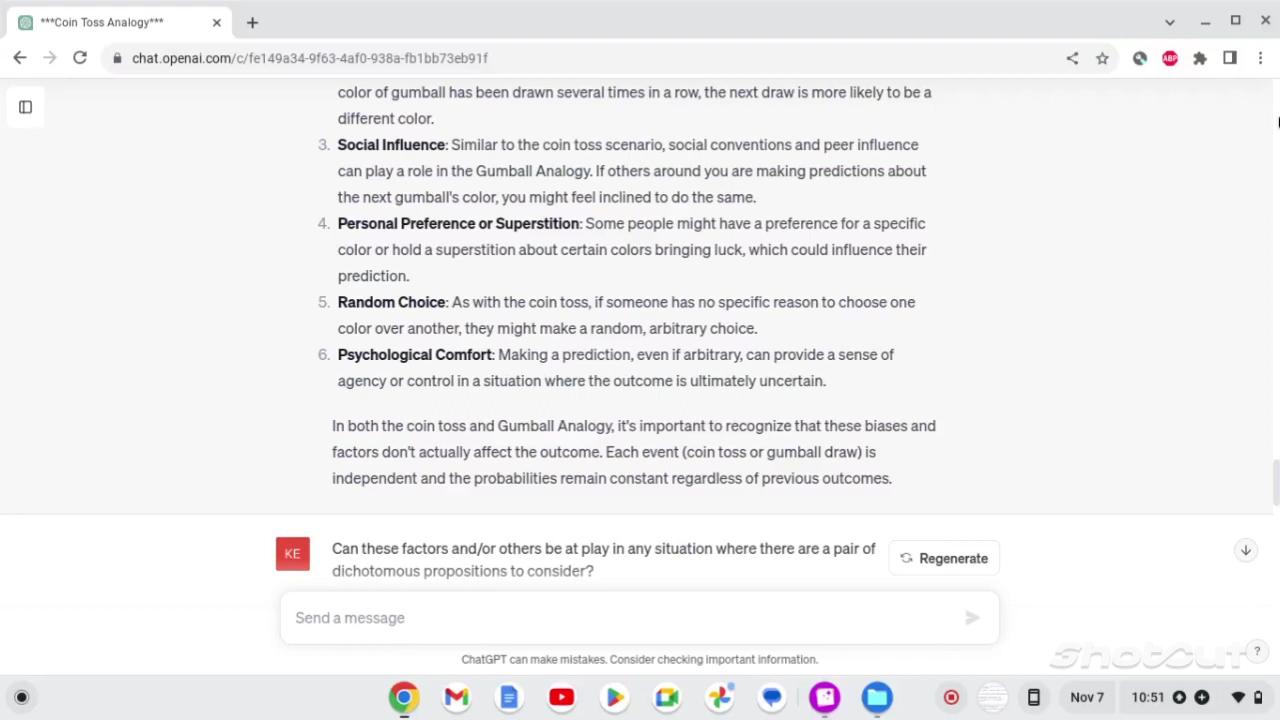 ***Coin Toss Analogy***
chat.openai.com/c/fe149a34-9f63-4af0-938a-fb1bb73eb91f
ABP
color of gumball has been drawn several times in a row, the next draw is more likely to be a
different color.
3. Social Influence: Similar to the coin toss scenario, social conventions and peer influence
can play a role in the Gumball Analogy. If others around you are making predictions about
the next gumball's color, you might feel inclined to do the same.
4. Personal Preference or Superstition: Some people might have a preference for a specific
color or hold a superstition about certain colors bringing luck, which could influence their
prediction.
5. Random Choice: As with the coin toss, if someone has no specific reason to choose one
color over another, they might make a random, arbitrary choice.
6. Psychological Comfort: Making a prediction, even if arbitrary, can provide a sense of
agency or control in a situation where the outcome is ultimately uncertain.
In both the coin toss and Gumball Analogy, it's important to recognize that these biases and
factors don't actually affect the outcome. Each event (coin toss or gumball draw) is
independent and the probabilities remain constant regardless of previous outcomes.
KE
Can these factors and/or others be at play in any situation where there are a pair of
dichotomous propositions to consider?
Regenerate
Send a message
ChatGPT can make mistakes. Consider checking important information.
Shotcut
?
Nov 7
10:51